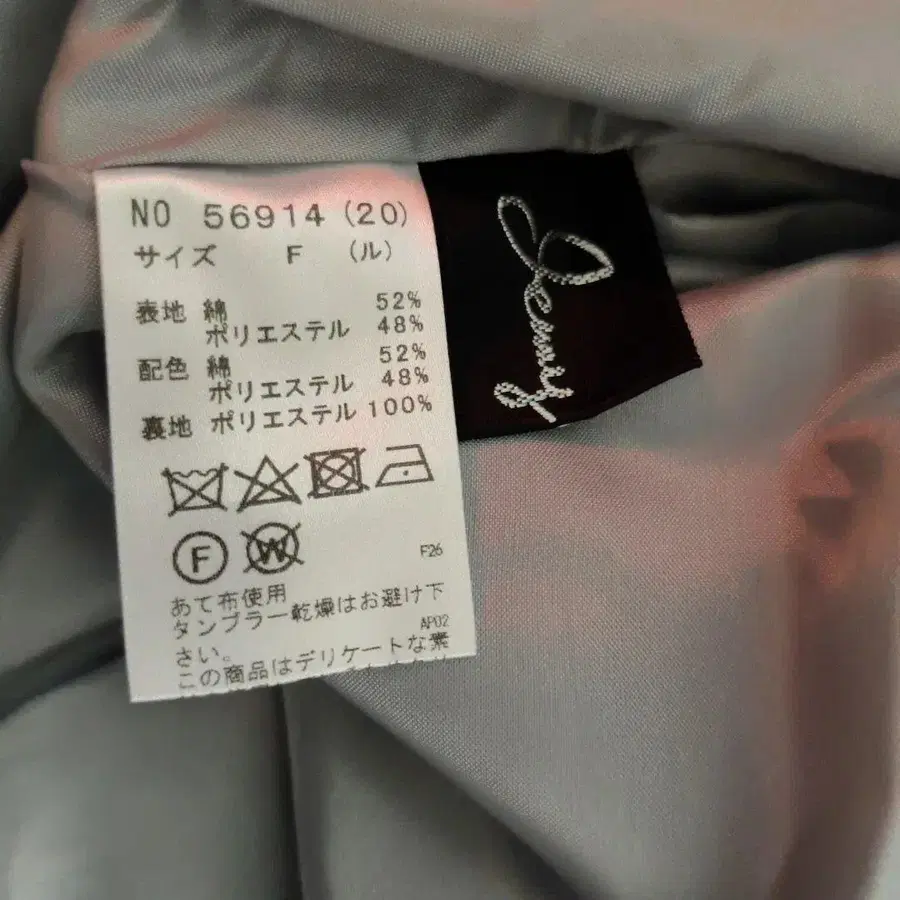 NO 56914 (20)
サイズ F (ル)
表地 綿 52%
ポリエステル 48%
配色 綿 52%
ポリエステル 48%
裏地 ポリエステル 100%
F W
F26
あて布使用
タンブラー乾燥はお避け下
AP02
さい。
この商品はデリケートな素
Jenny